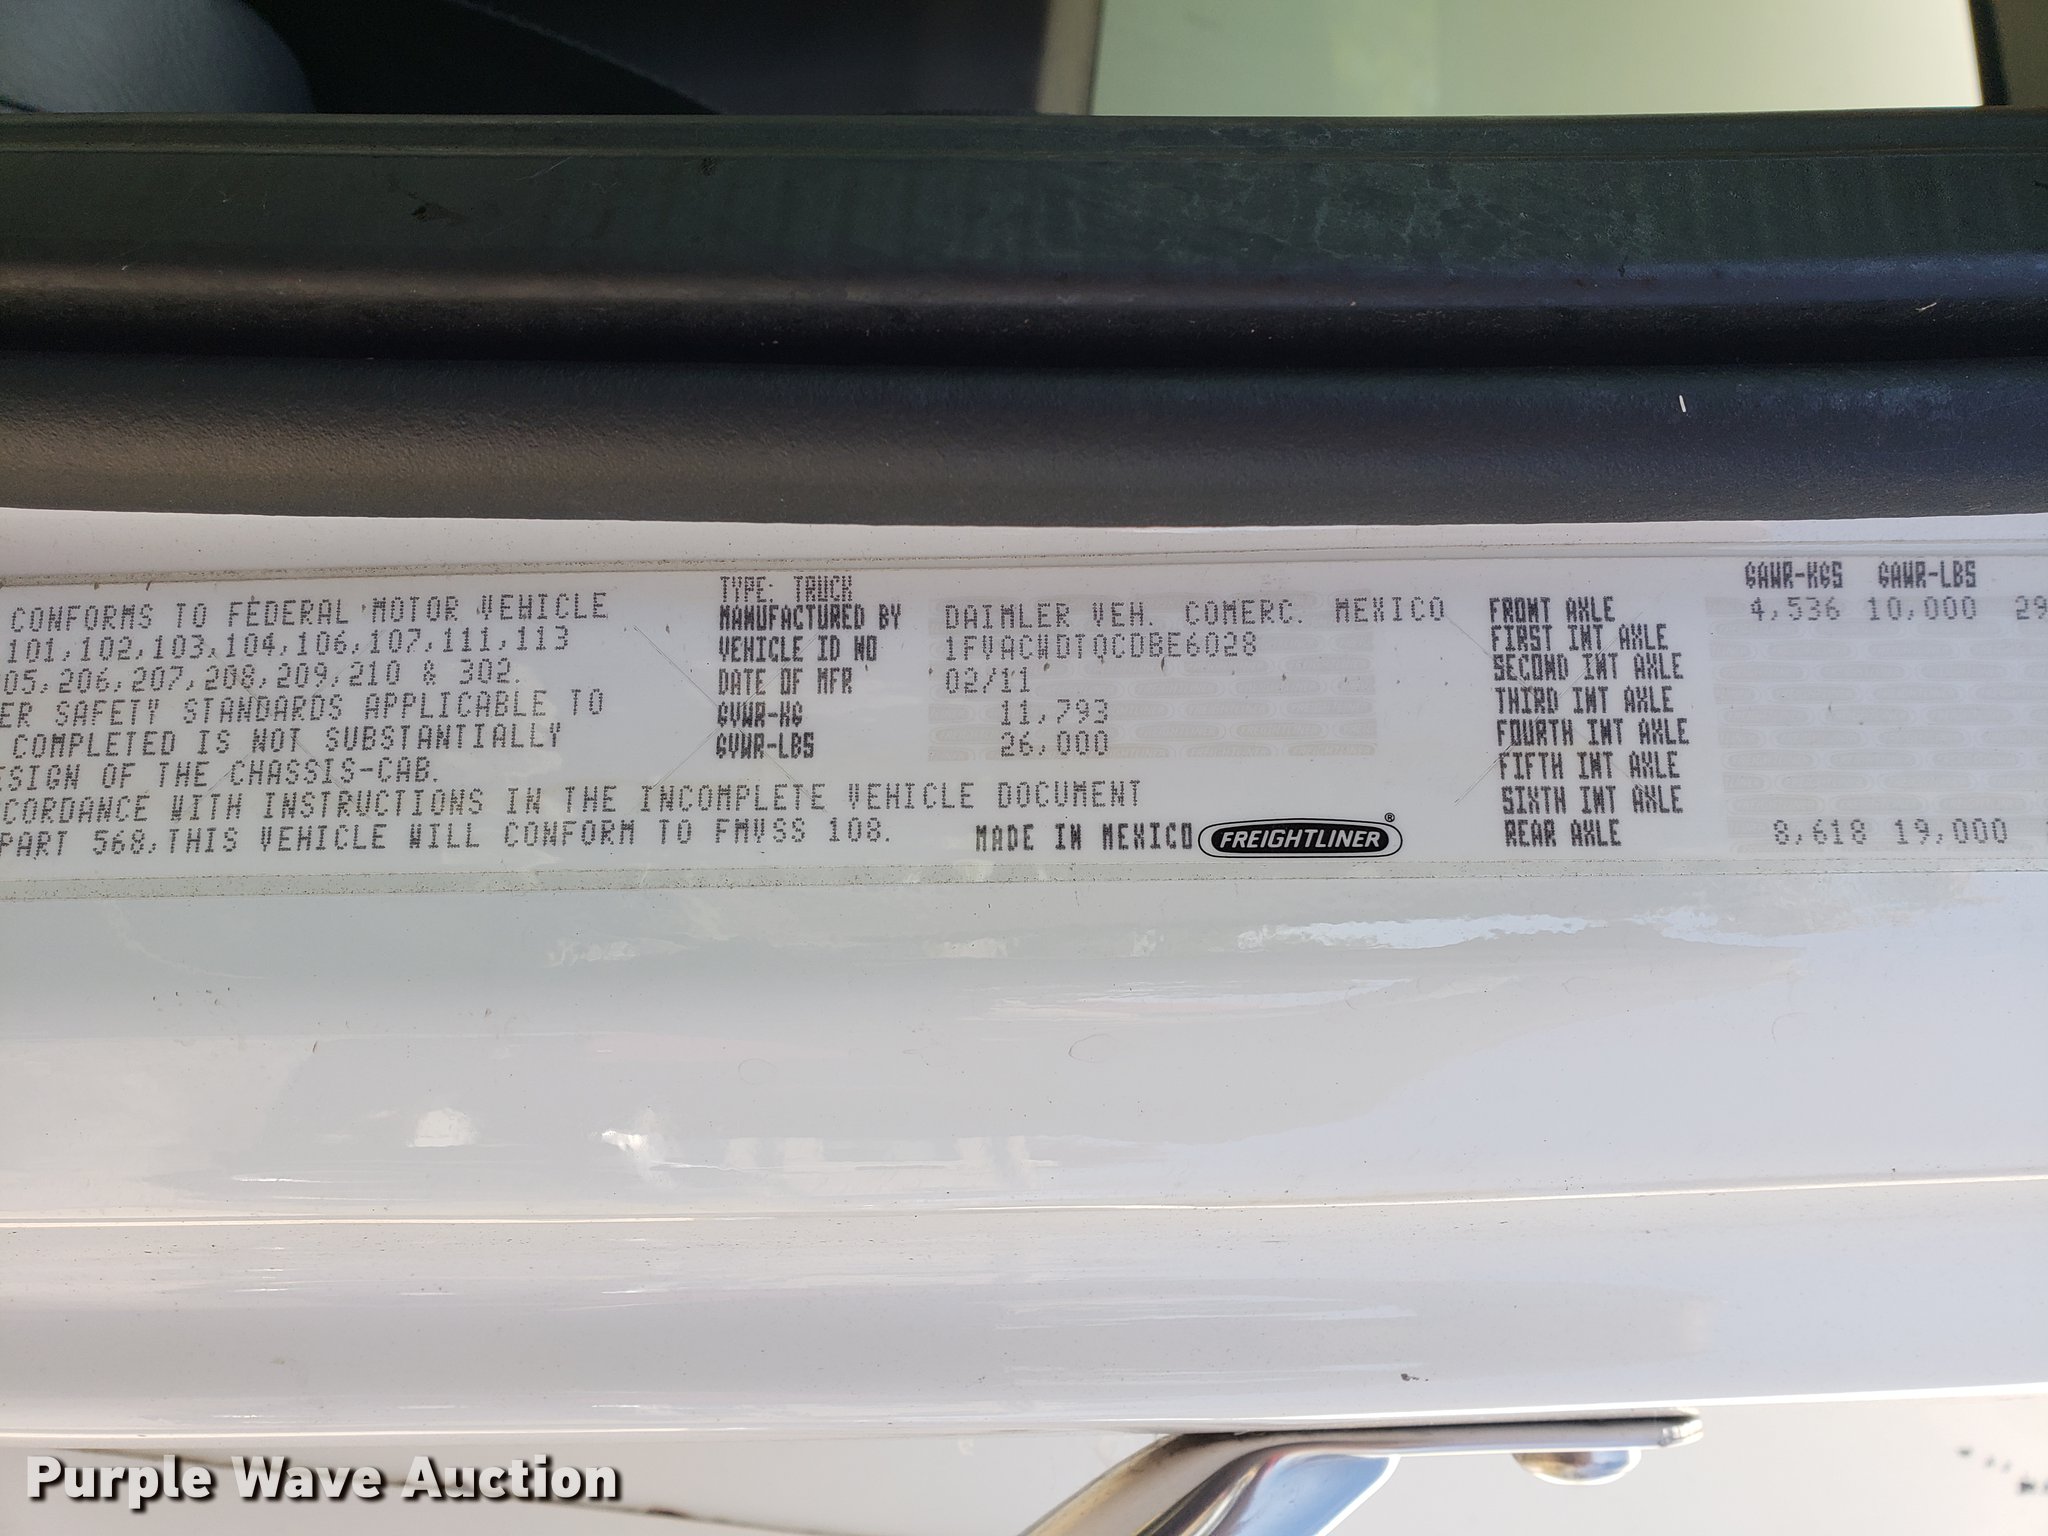 CONFORMS TO FEDERAL MOTOR VEHICLE
101,102,103,104,106,107,111,113
05,206,207,208,209,210 & 302.
ER SAFETY STANDARDS APPLICABLE TO
COMPLETED IS NOT SUBSTANTIALLY
ESIGN OF THE CHASSIS-CAB.
CCORDANCE WITH INSTRUCTIONS IN THE INCOMPLETE VEHICLE DOCUMENT
PART 568,THIS VEHICLE WILL CONFORM TO FMVSS 108.
TYPE: TRUCK
MANUFACTURED BY DAIMLER VEH. COMERC. MEXICO
VEHICLE ID NO 1FVACWDTQCDBE6028
DATE OF MFR 02/11
GVWR-KG 11,793
GVWR-LBS 26,000
MADE IN MEXICO FREIGHTLINER®
GAWR-KGS GAWR-LBS
FRONT AXLE 4,536 10,000 29
FIRST INT AXLE
SECOND INT AXLE
THIRD INT AXLE
FOURTH INT AXLE
FIFTH INT AXLE
SIXTH INT AXLE
REAR AXLE 8,618 19,000
Purple Wave Auction